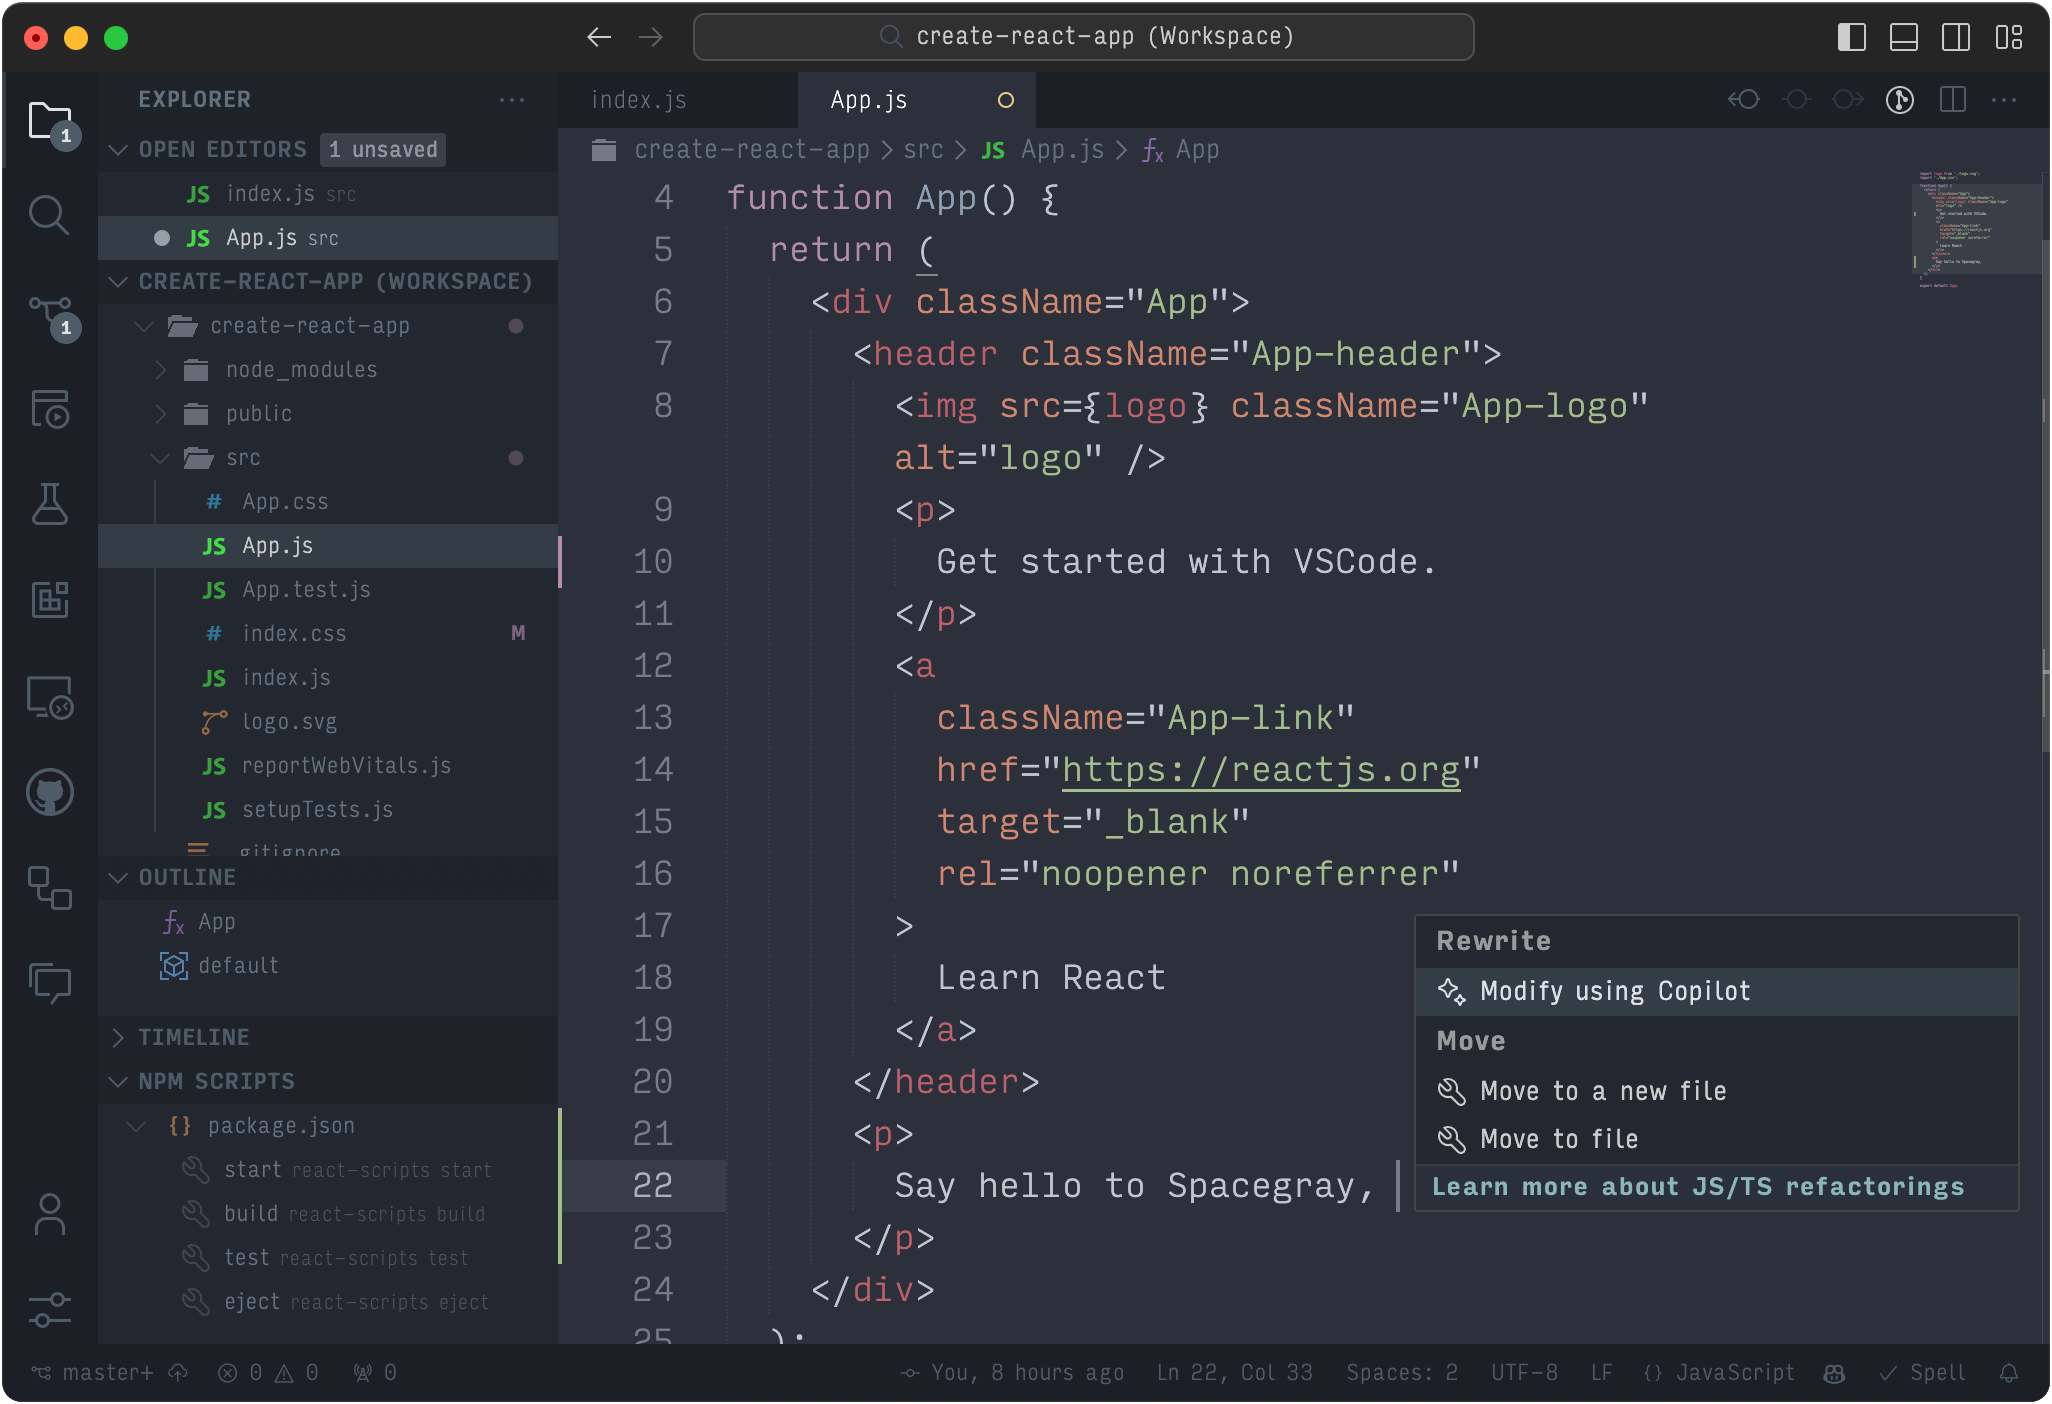 create-react-app (Workspace)
EXPLORER
OPEN EDITORS 1 unsaved
JS index.js src
JS App.js src
CREATE-REACT-APP (WORKSPACE)
create-react-app
node_modules
public
src
# App.css
JS App.js
JS App.test.js
# index.css M
JS index.js
logo.svg
JS reportWebVitals.js
JS setupTests.js
.gitignore
OUTLINE
fx App
default
TIMELINE
NPM SCRIPTS
{} package.json
start react-scripts start
build react-scripts build
test react-scripts test
eject react-scripts eject
1
1
index.js
App.js
create-react-app > src > JS App.js > fx App
4 function App() {
5 return (
6 <div className="App">
7 <header className="App-header">
8 <img src={logo} className="App-logo"
alt="logo" />
9 <p>
10 Get started with VSCode.
11 </p>
12 <a
13 className="App-link"
14 href="https://reactjs.org"
15 target="_blank"
16 rel="noopener noreferrer"
17 >
18 Learn React
19 </a>
20 </header>
21 <p>
22 Say hello to Spacegray,
23 </p>
24 </div>
25 );
Rewrite
Modify using Copilot
Move
Move to a new file
Move to file
Learn more about JS/TS refactorings
master+ 0 0 0
You, 8 hours ago Ln 22, Col 33 Spaces: 2 UTF-8 LF {} JavaScript Spell